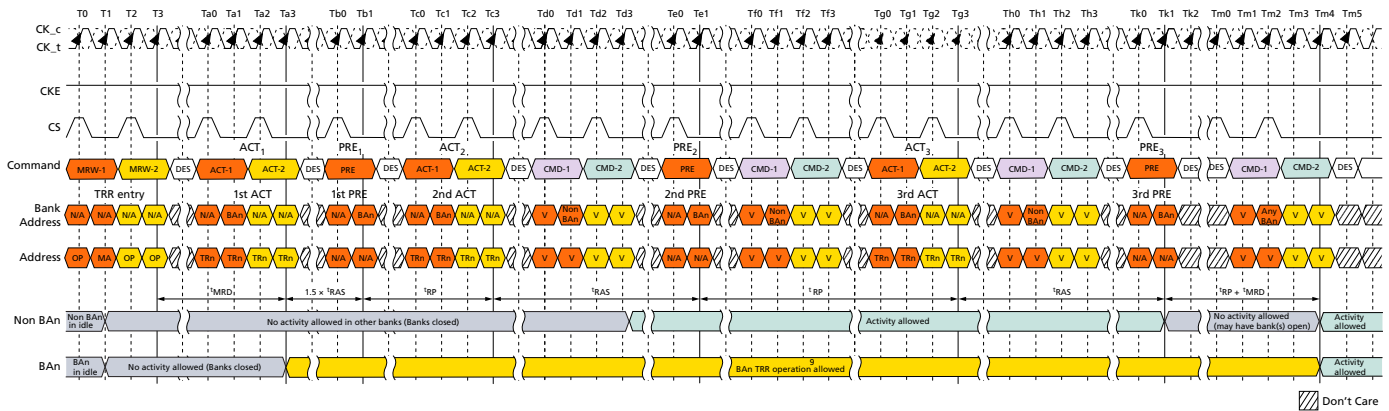 T0 T1 T2 T3 Ta0 Ta1 Ta2 Ta3 Tb0 Tb1 Tc0 Tc1 Tc2 Tc3 Td0 Td1 Td2 Td3 Te0 Te1 Tf0 Tf1 Tf2 Tf3 Tg0 Tg1 Tg2 Tg3 Th0 Th1 Th2 Th3 Tk0 Tk1 Tk2 Tm0 Tm1 Tm2 Tm3 Tm4 Tm5
CK_c
CK_t
CKE
CS
ACT1 PRE1 ACT2 PRE2 ACT3 PRE3
Command MRW-1 MRW-2 DES ACT-1 ACT-2 DES PRE DES ACT-1 ACT-2 DES CMD-1 CMD-2 DES PRE DES CMD-1 CMD-2 DES ACT-1 ACT-2 DES CMD-1 CMD-2 DES PRE DES DES CMD-1 CMD-2 DES
TRR entry 1st ACT 1st PRE 2nd ACT 2nd PRE 3rd ACT 3rd PRE
Bank Address N/A N/A N/A N/A N/A BAn N/A N/A N/A BAn N/A BAn N/A N/A V Non BAn V V N/A BAn V Non BAn V V N/A BAn N/A N/A V Non BAn V V N/A BAn V Any BAn V V
Address OP MA OP OP TRn TRn TRn TRn N/A N/A TRn TRn TRn TRn V V V V N/A N/A V V V V TRn TRn TRn TRn V V V V N/A N/A V V V V
tMRD 1.5 × tRAS tRP tRAS tRP tRAS tRP + tMRD
Non BAn Non BAn in idle No activity allowed in other banks (Banks closed) Activity allowed No activity allowed (may have bank(s) open) Activity allowed
BAn BAn in idle No activity allowed (Banks closed) 9 BAn TRR operation allowed Activity allowed
Don't Care